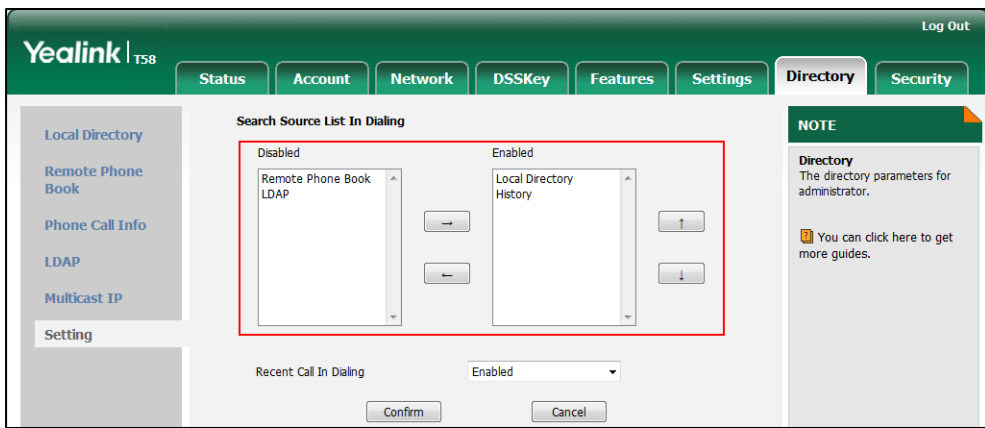 Log Out
Yealink T58
Status Account Network DSSKey Features Settings Directory Security
Local Directory
Remote Phone
Book
Phone Call Info
LDAP
Multicast IP
Setting
Search Source List In Dialing
Disabled
Remote Phone Book
LDAP
→
←
Enabled
Local Directory
History
↑
↓
Recent Call In Dialing Enabled
Confirm Cancel
NOTE
Directory
The directory parameters for
administrator.
You can click here to get
more guides.